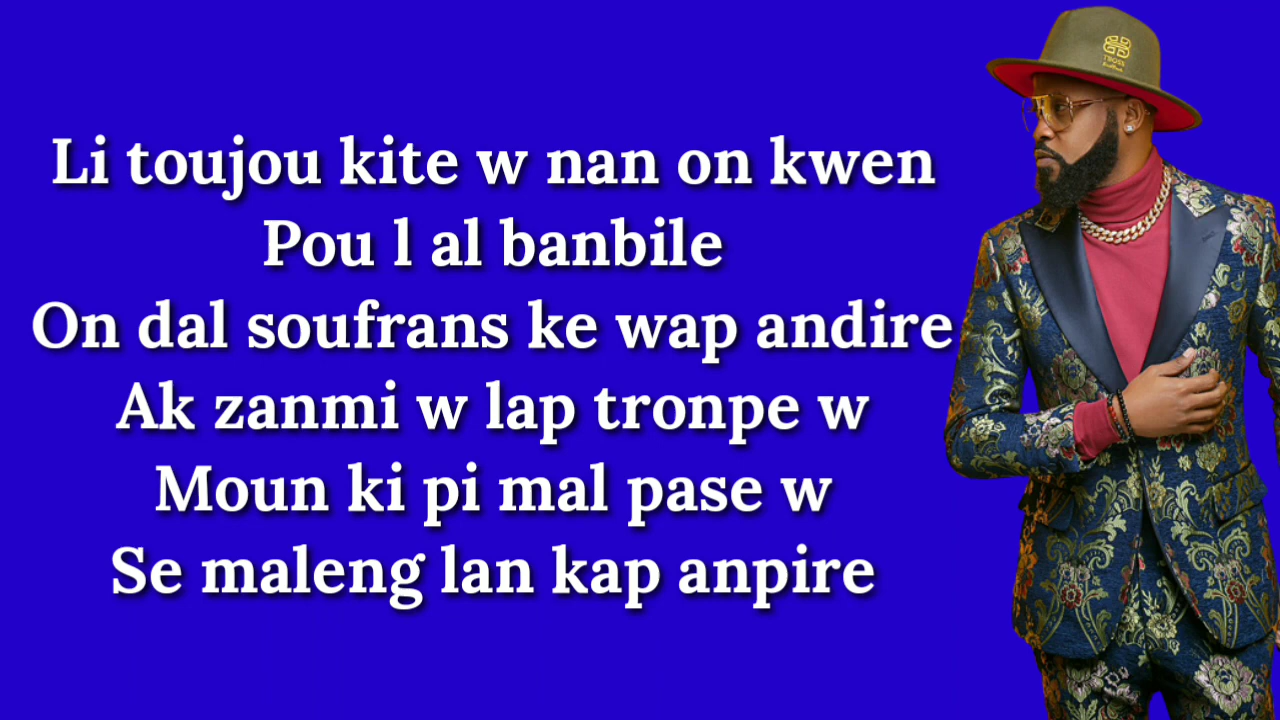 Li toujou kite w nan on kwen
Pou l al banbile
On dal soufrans ke wap andire
Ak zanmi w lap tronpe w
Moun ki pi mal pase w
Se maleng lan kap anpire